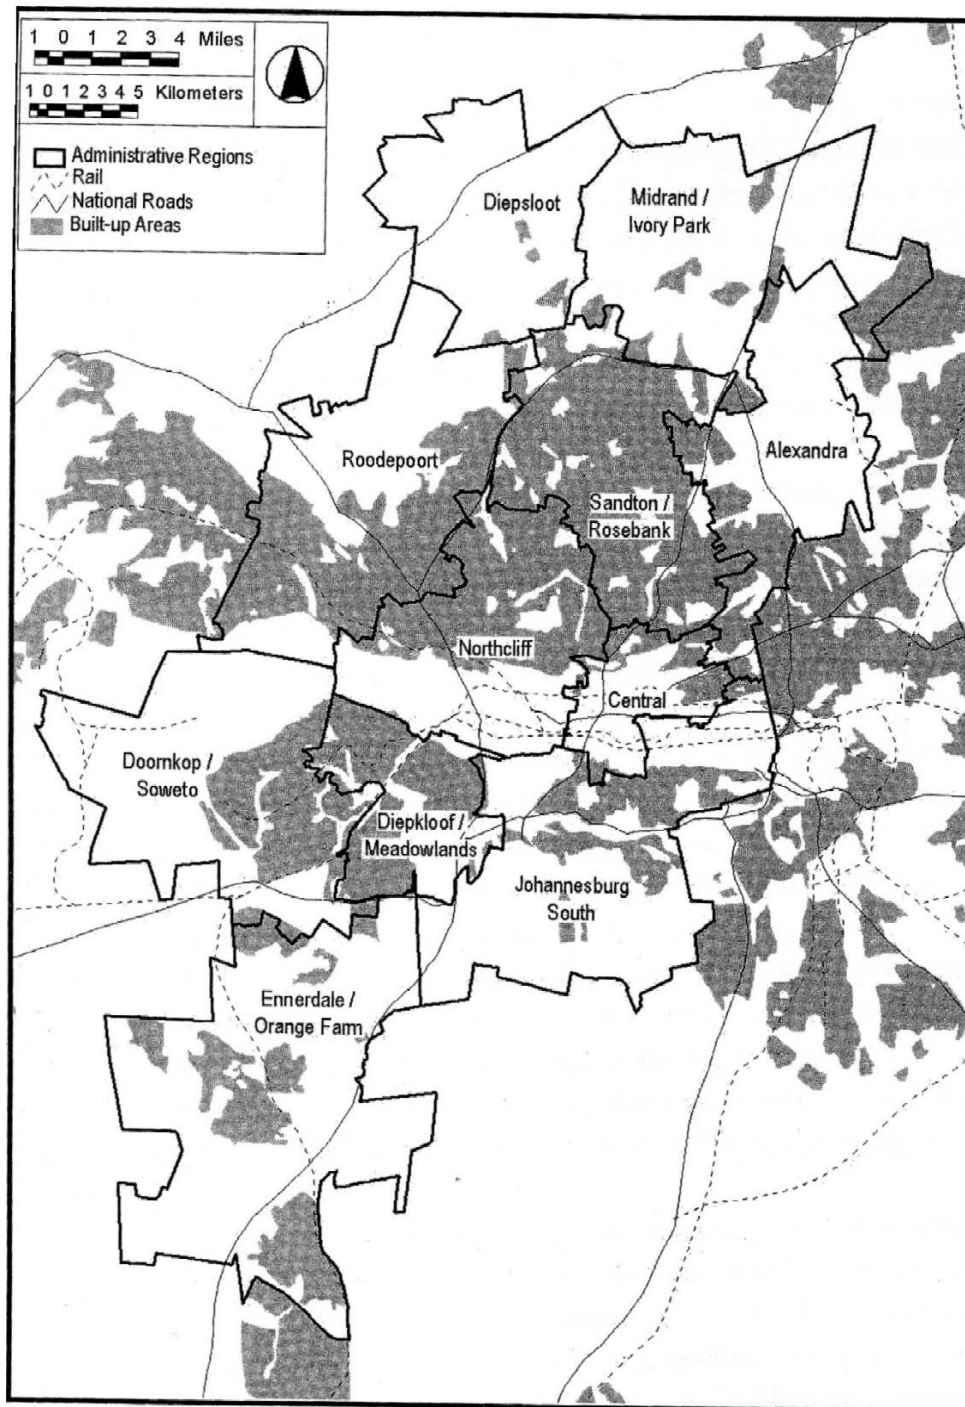 1 0 1 2 3 4 Miles
1 0 1 2 3 4 5 Kilometers
Administrative Regions
Rail
National Roads
Built-up Areas
Diepsloot
Midrand /
Ivory Park
Roodepoort
Alexandra
Sandton /
Rosebank
Northcliff
Central
Doornkop /
Soweto
Diepkloof /
Meadowlands
Johannesburg
South
Ennerdale /
Orange Farm